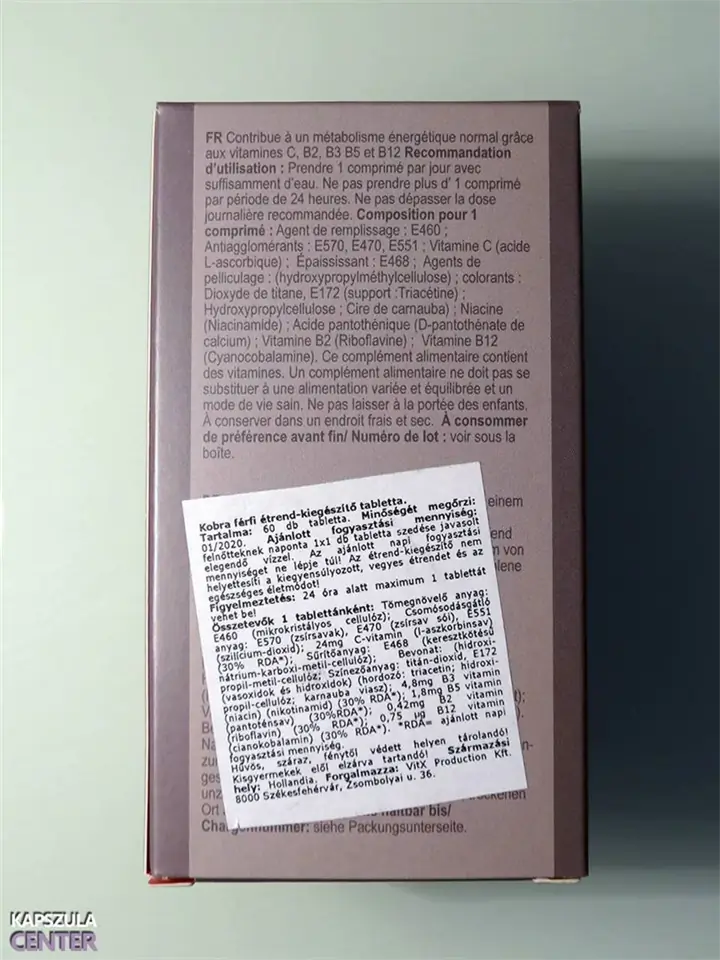 FR Contribue à un métabolisme énergétique normal grâce
aux vitamines C, B2, B3 B5 et B12 Recommandation
d'utilisation : Prendre 1 comprimé par jour avec
suffisamment d'eau. Ne pas prendre plus d' 1 comprimé
par période de 24 heures. Ne pas dépasser la dose
journalière recommandée. Composition pour 1
comprimé : Agent de remplissage : E460 ;
Antiagglomérants : E570, E470, E551 ; Vitamine C (acide
L-ascorbique) ; Épaississant : E468 ; Agents de
pelliculage : (hydroxypropylméthylcellulose) ; colorants :
Dioxyde de titane, E172 (support :Triacétine) ;
Hydroxypropylcellulose ; Cire de carnauba) ; Niacine
(Niacinamide) ; Acide pantothénique (D-pantothénate de
calcium) ; Vitamine B2 (Riboflavine) ; Vitamine B12
(Cyanocobalamine). Ce complément alimentaire contient
des vitamines. Un complément alimentaire ne doit pas se
substituer à une alimentation variée et équilibrée et un
mode de vie sain. Ne pas laisser à la portée des enfants.
À conserver dans un endroit frais et sec. À consommer
de préférence avant fin/ Numéro de lot : voir sous la
boîte.
einem
Kobra férfi étrend-kiegészítő tabletta.
Tartalma: 60 db tabletta. Minőségét megőrzi:
01/2020. Ajánlott fogyasztási mennyiség:
felnőtteknek naponta 1x1 db tabletta szedése javasolt
elegendő vízzel. Az ajánlott napi fogyasztási
mennyiséget ne lépje túl! Az étrend-kiegészítő nem
helyettesíti a kiegyensúlyozott, vegyes étrendet és az
egészséges életmódot!
Figyelmeztetés: 24 óra alatt maximum 1 tablettát
vehet be!
Összetevők 1 tablettánként: Tömegnövelő anyag:
E460 (mikrokristályos cellulóz); Csomósodásgátló
anyag: E570 (zsírsavak), E470 (zsírsav sói), E551
(szilícium-dioxid); 24mg C-vitamin (l-aszkorbinsav)
(30% RDA*); Sűrítőanyag: E468 (keresztkötésű
nátrium-karboxi-metil-cellulóz); Bevonat: (hidroxi-
propil-metil-cellulóz; Színezőanyag: titán-dioxid, E172
(vasoxidok és hidroxidok) (hordozó: triacetin; hidroxi-
propil-cellulóz; karnauba viasz); 4,8mg B3 vitamin
(niacin) (nikotinamid) (30% RDA*); 1,8mg B5 vitamin
(pantoténsav) (30%RDA*); 0,42mg B2 vitamin
(riboflavin) (30% RDA*); 0,75 µg B12 vitamin
(cianokobalamin) (30% RDA*). *RDA= ajánlott napi
fogyasztási mennyiség.
Hűvös, száraz, fénytől védett helyen tárolandó!
Kisgyermekek elől elzárva tartandó! Származási
hely: Hollandia. Forgalmazza: VitX Production Kft.
8000 Székesfehérvár, Zsombolyai u. 36.
Ort
haltbar bis/
siehe Packungsunterseite.
KAPSZULA
CENTER